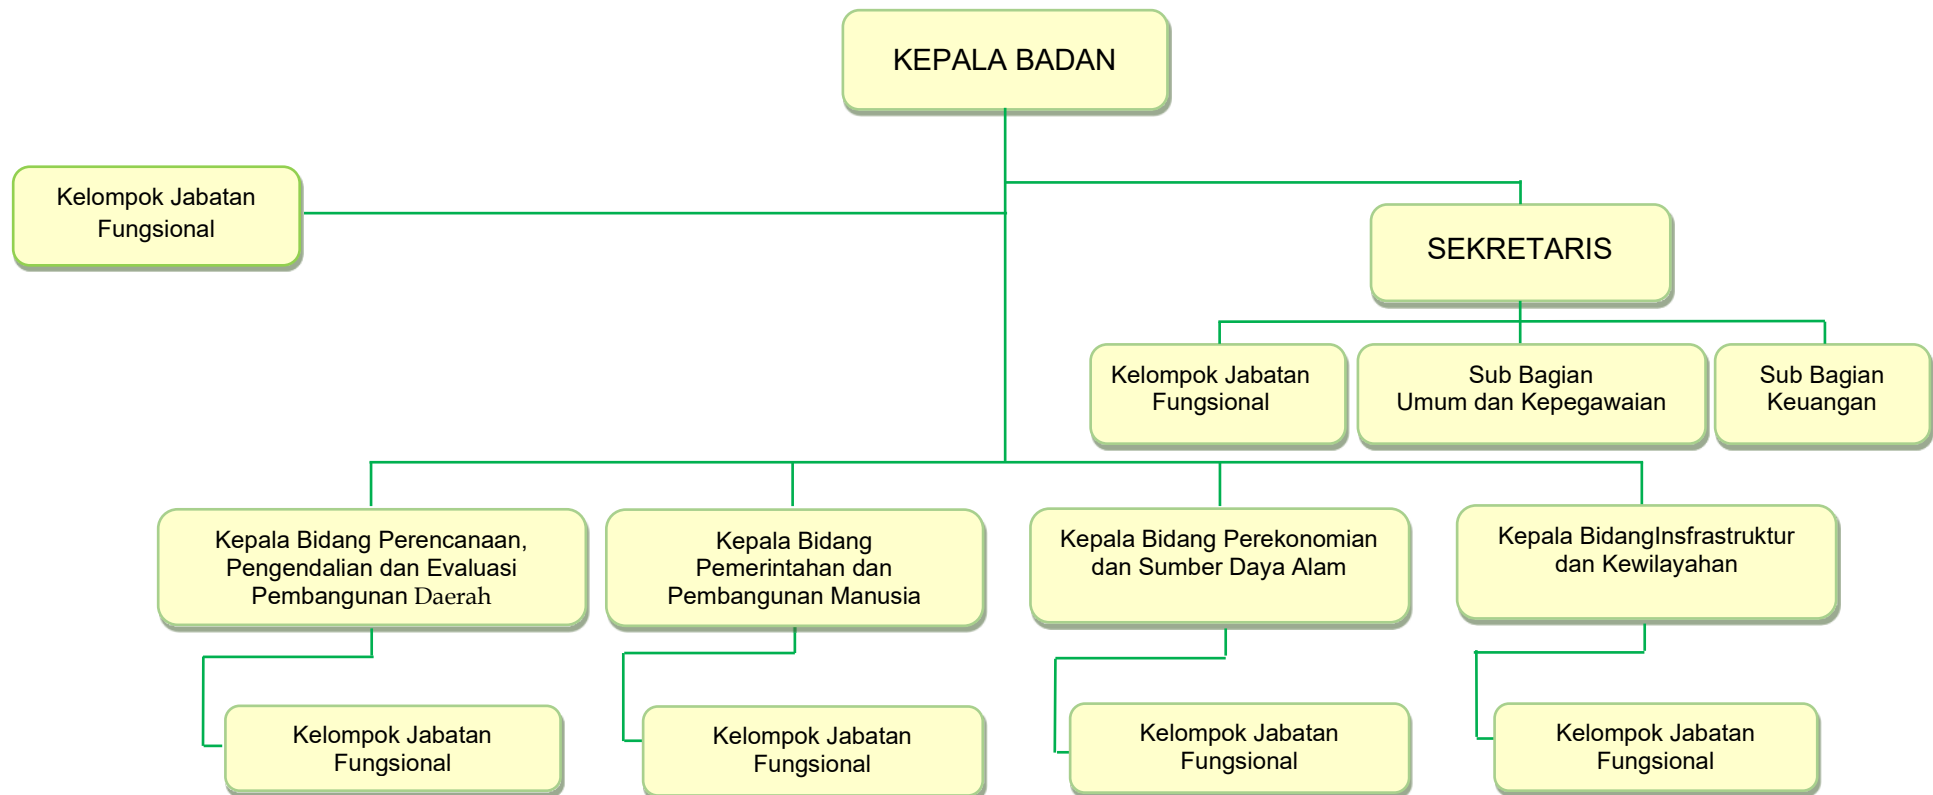 KEPALA BADAN
Kelompok Jabatan
Fungsional
SEKRETARIS
Kelompok Jabatan
Fungsional
Sub Bagian
Umum dan Kepegawaian
Sub Bagian
Keuangan
Kepala Bidang Perencanaan,
Pengendalian dan Evaluasi
Pembangunan Daerah
Kepala Bidang
Pemerintahan dan
Pembangunan Manusia
Kepala Bidang Perekonomian
dan Sumber Daya Alam
Kepala BidangInsfrastruktur
dan Kewilayahan
Kelompok Jabatan
Fungsional
Kelompok Jabatan
Fungsional
Kelompok Jabatan
Fungsional
Kelompok Jabatan
Fungsional